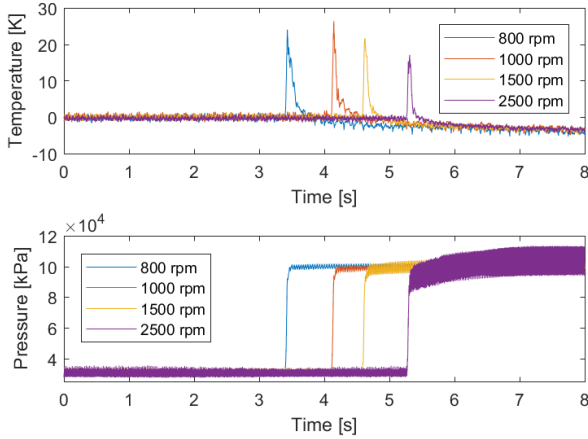 30
20
10
0
-10
Temperature [K]
800 rpm
1000 rpm
1500 rpm
2500 rpm
0 1 2 3 4 5 6 7 8
Time [s]
×10⁴
12
10
8
6
4
Pressure [kPa]
800 rpm
1000 rpm
1500 rpm
2500 rpm
0 1 2 3 4 5 6 7 8
Time [s]